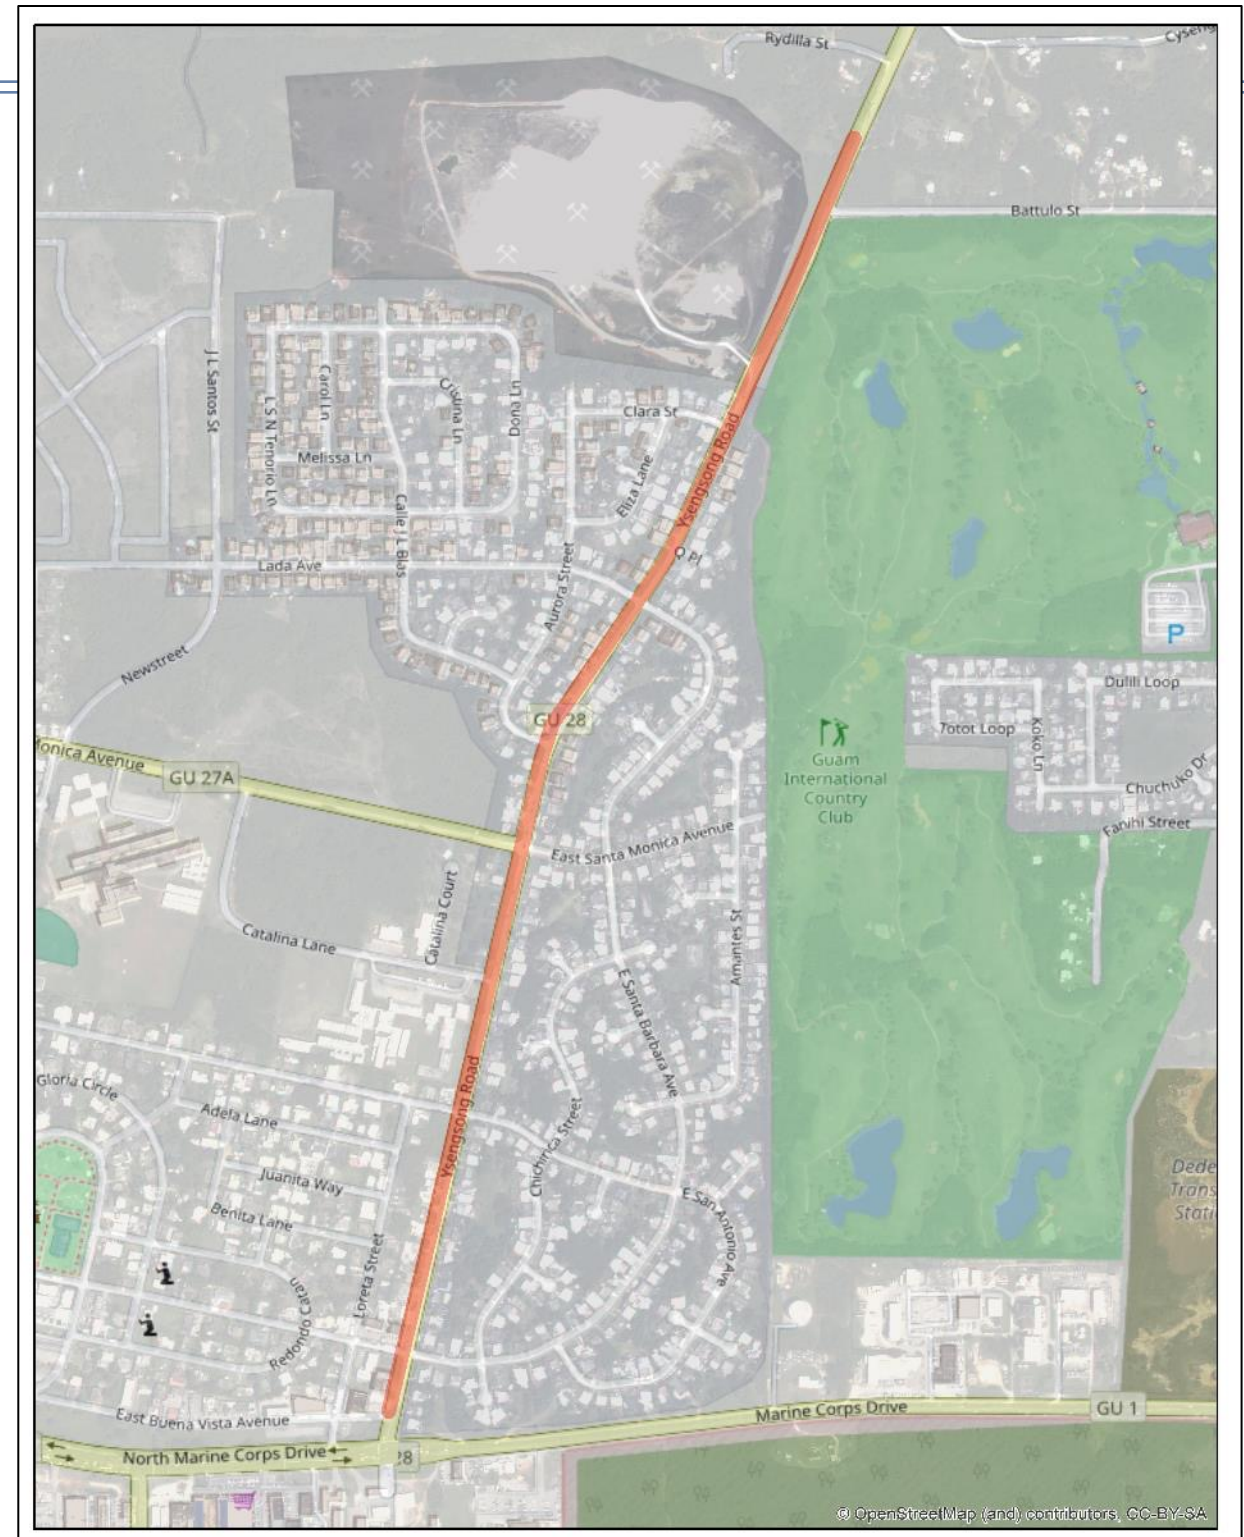 Rydilla St
Cyseng
Battulo St
J L Santos St
L S N Tenorio Ln
Carol Ln
Cristina Ln
Dona Ln
Clara St
Melissa Ln
Eliza Lane
Ysengsong Road
Calle J L Blas
Q Pl
Lada Ave
Aurora Street
P
Newstreet
Dulili Loop
GU 28
Totot Loop
Koko Ln
Monica Avenue
GU 27A
Guam
International
Country
Club
Chuchuko Dr
Fanihi Street
East Santa Monica Avenue
Catalina Court
Catalina Lane
Amantes St
E Santa Barbara Ave
Ysengsong Road
Gloria Circle
Adela Lane
Chichirica Street
Juanita Way
Dede
Trans
Stati
Benita Lane
E San Antonio Ave
Loreta Street
Redondo Catan
East Buena Vista Avenue
Marine Corps Drive
GU 1
North Marine Corps Drive
28
© OpenStreetMap (and) contributors, CC-BY-SA